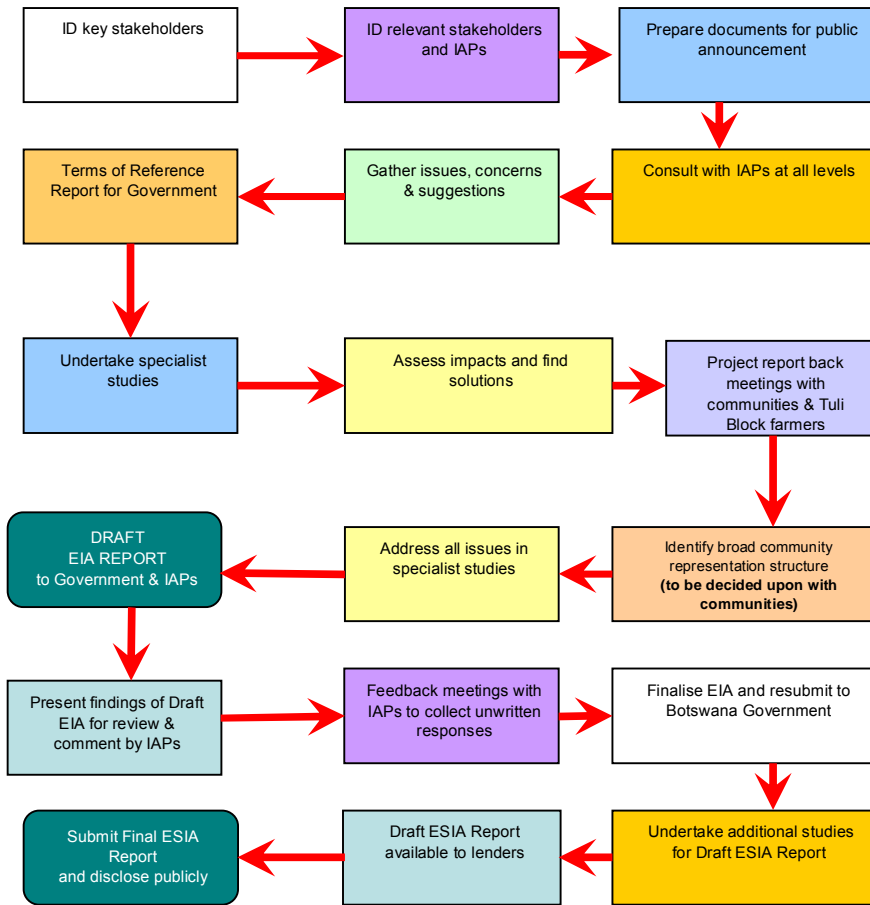 ID key stakeholders
ID relevant stakeholders
and IAPs
Prepare documents for public
announcement
Terms of Reference
Report for Government
Gather issues, concerns
& suggestions
Consult with IAPs at all levels
Undertake specialist
studies
Assess impacts and find
solutions
Project report back
meetings with
communities & Tuli
Block farmers
DRAFT
EIA REPORT
to Government & IAPs
Address all issues in
specialist studies
Identify broad community
representation structure
(to be decided upon with
communities)
Present findings of Draft
EIA for review &
comment by IAPs
Feedback meetings with
IAPs to collect unwritten
responses
Finalise EIA and resubmit to
Botswana Government
Submit Final ESIA
Report
and disclose publicly
Draft ESIA Report
available to lenders
Undertake additional studies
for Draft ESIA Report